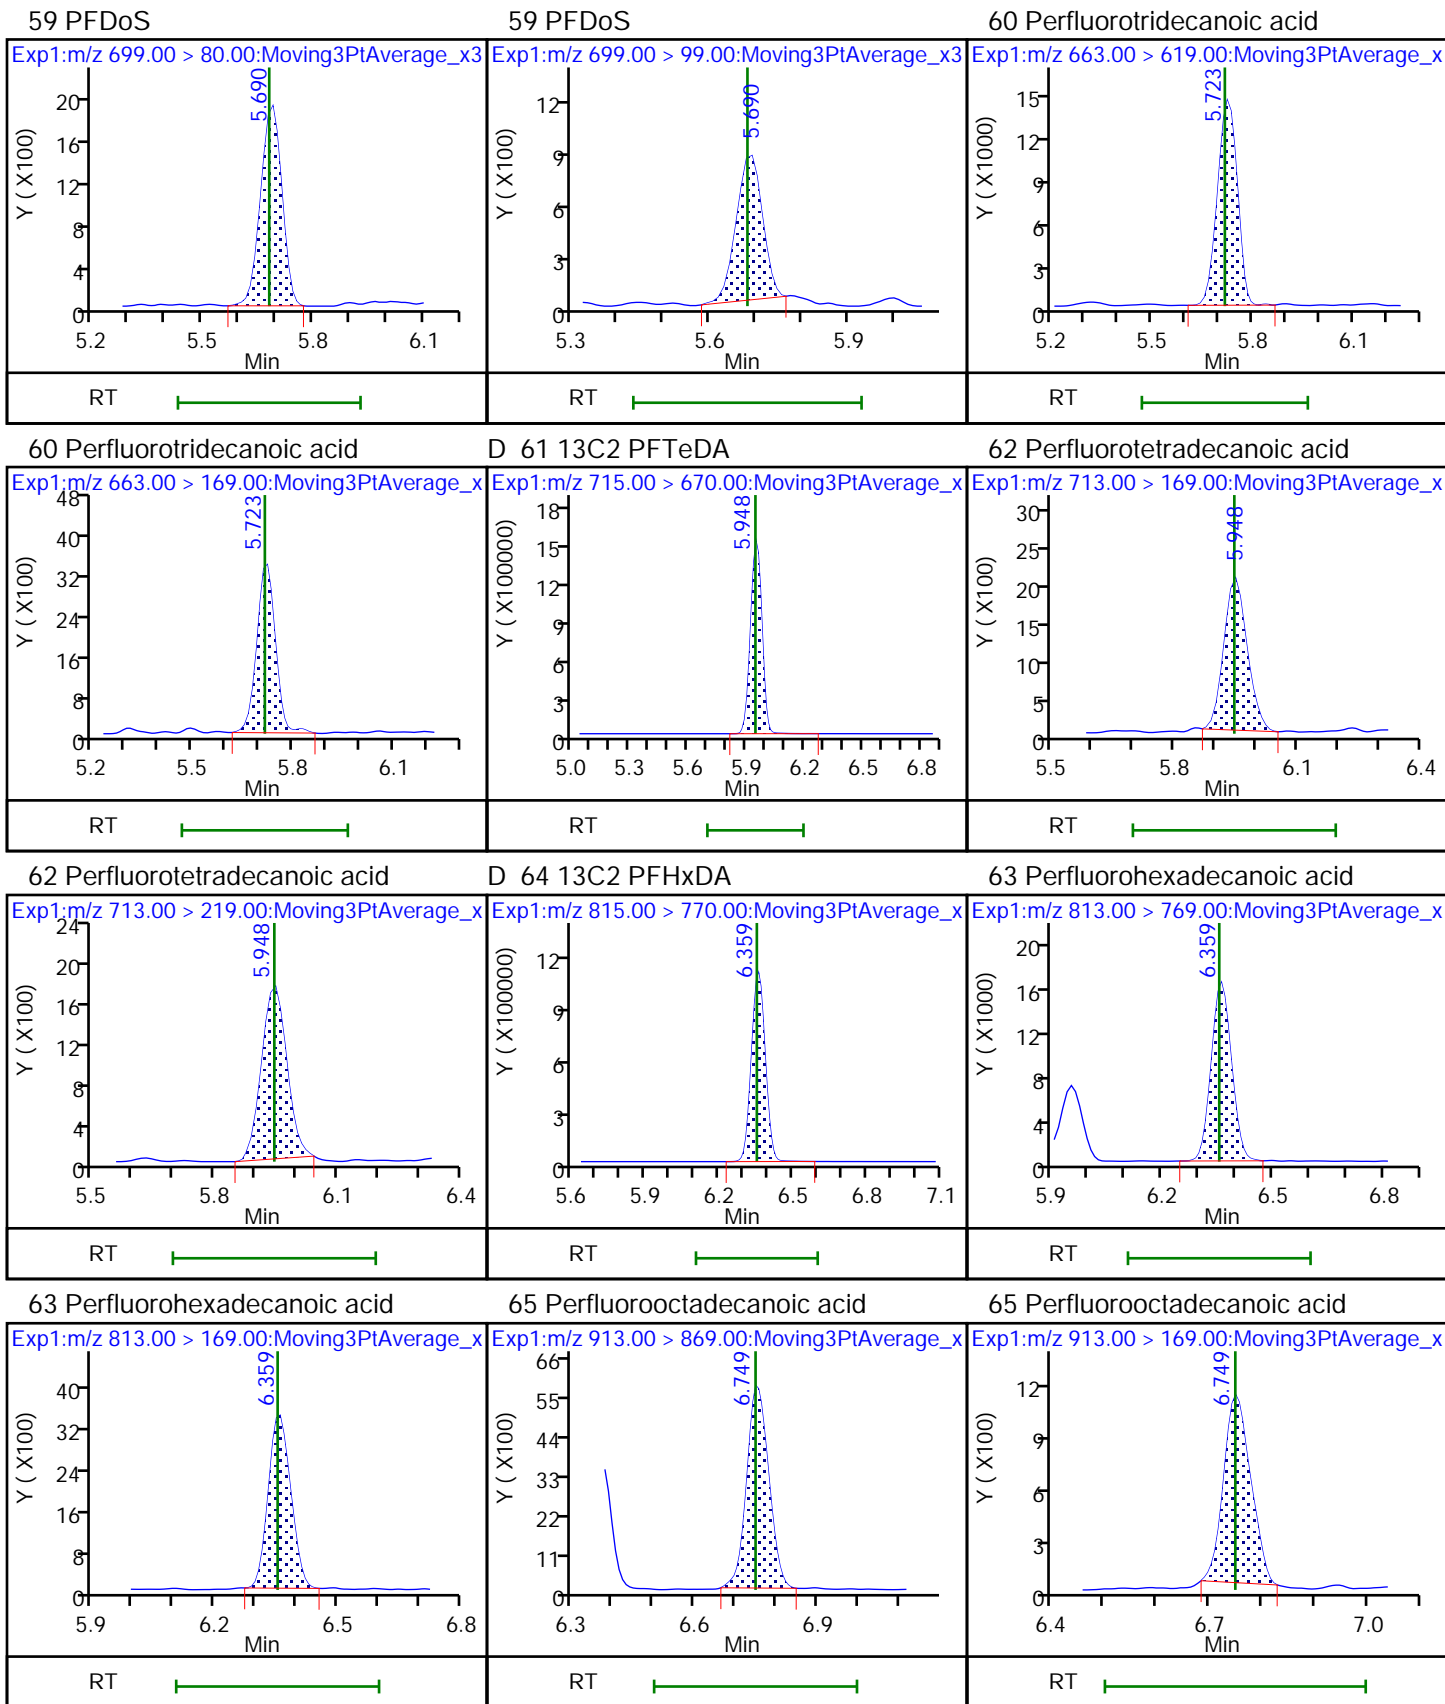 59 PFDoS
Exp1:m/z 699.00 > 80.00:Moving3PtAverage_x3
5.690
Y ( X100)
20
16
12
8
4
0
5.2 5.5 5.8 6.1
Min
RT
59 PFDoS
Exp1:m/z 699.00 > 99.00:Moving3PtAverage_x3
5.690
Y ( X100)
12
9
6
3
0
5.3 5.6 5.9
Min
RT
60 Perfluorotridecanoic acid
Exp1:m/z 663.00 > 619.00:Moving3PtAverage_x
5.723
Y ( X1000)
15
12
9
6
3
0
5.2 5.5 5.8 6.1
Min
RT
60 Perfluorotridecanoic acid
Exp1:m/z 663.00 > 169.00:Moving3PtAverage_x
5.723
Y ( X100)
48
40
32
24
16
8
0
5.2 5.5 5.8 6.1
Min
RT
D 61 13C2 PFTeDA
Exp1:m/z 715.00 > 670.00:Moving3PtAverage_x
5.948
Y ( X100000)
18
15
12
9
6
3
0
5.0 5.3 5.6 5.9 6.2 6.5 6.8
Min
RT
62 Perfluorotetradecanoic acid
Exp1:m/z 713.00 > 169.00:Moving3PtAverage_x
5.948
Y ( X100)
30
25
20
15
10
5
0
5.5 5.8 6.1 6.4
Min
RT
62 Perfluorotetradecanoic acid
Exp1:m/z 713.00 > 219.00:Moving3PtAverage_x
5.948
Y ( X100)
24
20
16
12
8
4
0
5.5 5.8 6.1 6.4
Min
RT
D 64 13C2 PFHxDA
Exp1:m/z 815.00 > 770.00:Moving3PtAverage_x
6.359
Y ( X100000)
12
9
6
3
0
5.6 5.9 6.2 6.5 6.8 7.1
Min
RT
63 Perfluorohexadecanoic acid
Exp1:m/z 813.00 > 769.00:Moving3PtAverage_x
6.359
Y ( X1000)
20
16
12
8
4
0
5.9 6.2 6.5 6.8
Min
RT
63 Perfluorohexadecanoic acid
Exp1:m/z 813.00 > 169.00:Moving3PtAverage_x
6.359
Y ( X100)
40
32
24
16
8
0
5.9 6.2 6.5 6.8
Min
RT
65 Perfluorooctadecanoic acid
Exp1:m/z 913.00 > 869.00:Moving3PtAverage_x
6.749
Y ( X100)
66
55
44
33
22
11
0
6.3 6.6 6.9
Min
RT
65 Perfluorooctadecanoic acid
Exp1:m/z 913.00 > 169.00:Moving3PtAverage_x
6.749
Y ( X100)
12
9
6
3
0
6.4 6.7 7.0
Min
RT